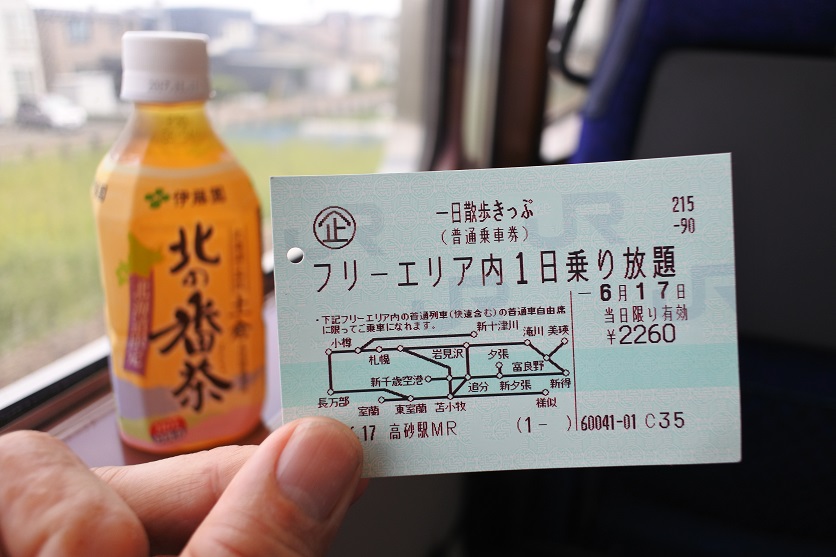 伊藤園
北の番茶
北海道限定
企
一日散歩きっぷ
215
(普通乗車券)
-90
フリーエリア内1日乗り放題
・下記フリーエリア内の普通列車(快速含む)の普通車自由席
に限ってご乗車になれます。
- 6月17日
当日限り有効
¥2260
小樽
札幌
岩見沢
新十津川
滝川
美瑛
夕張
富良野
新千歳空港
追分
新夕張
新得
長万部
室蘭
東室蘭
苫小牧
様似
.17 高砂駅MR (1- ) 60041-01 C35